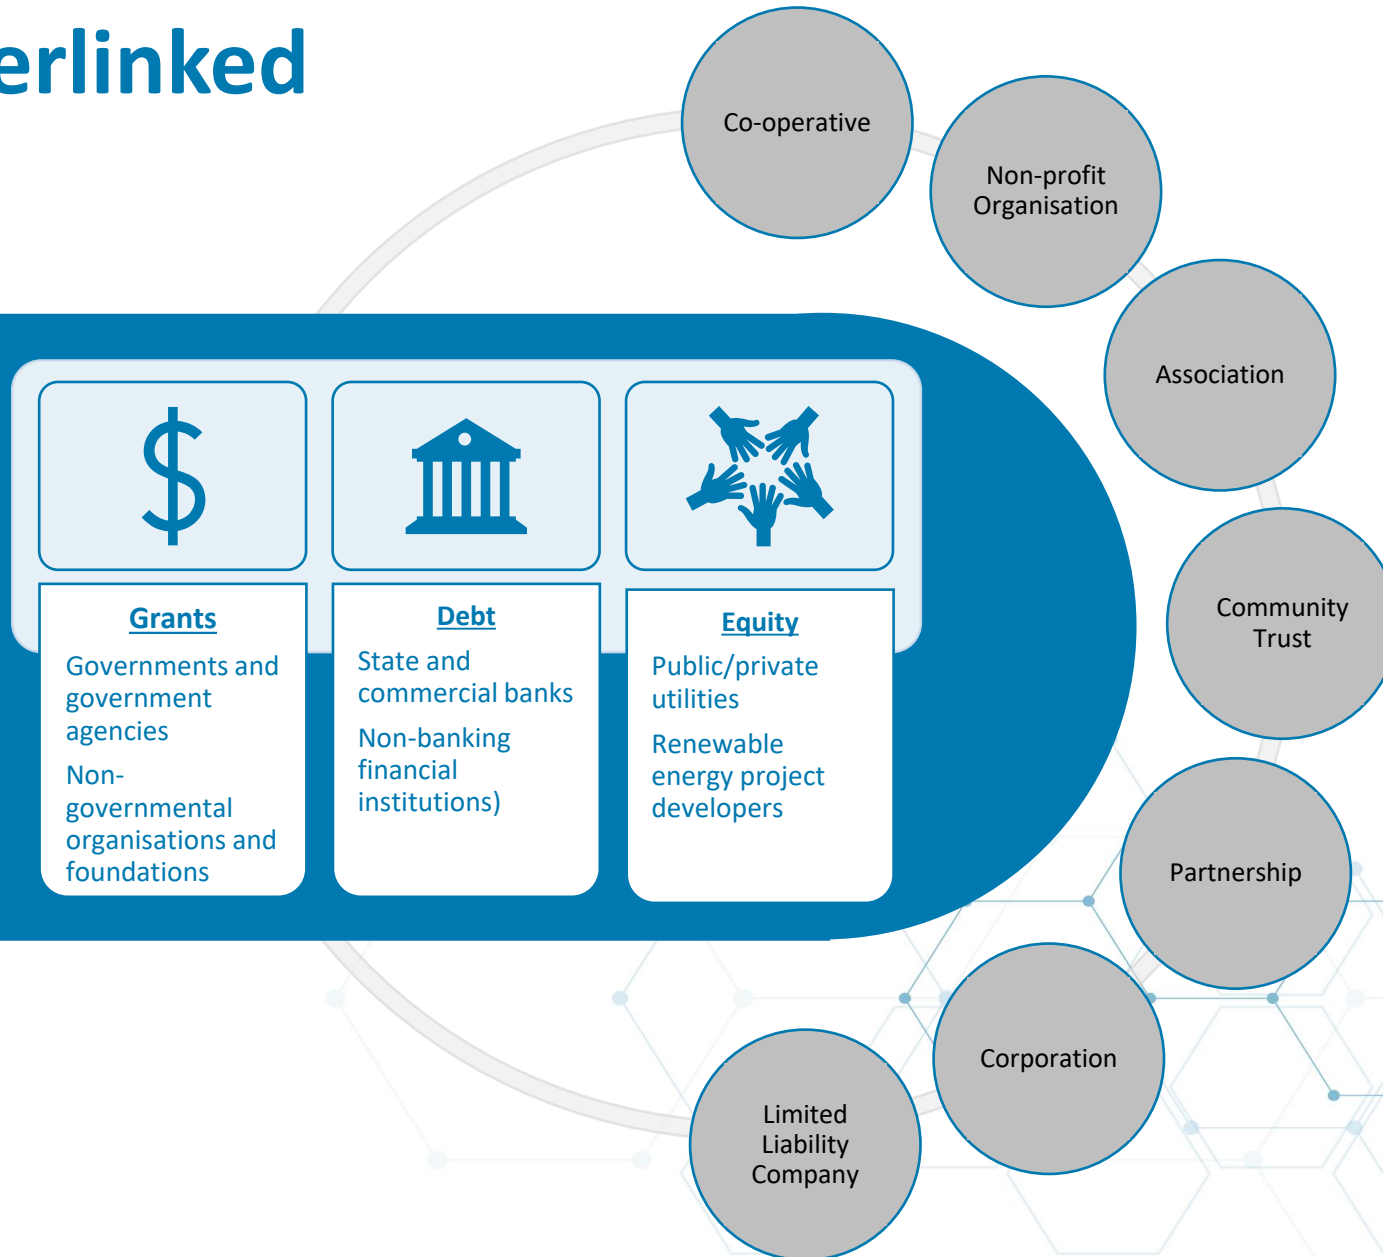 erlinked
Co-operative
Non-profit
Organisation
Association
Community
Trust
Partnership
Corporation
Limited
Liability
Company
Grants
Governments and
government
agencies
Non-
governmental
organisations and
foundations
Debt
State and
commercial banks
Non-banking
financial
institutions)
Equity
Public/private
utilities
Renewable
energy project
developers